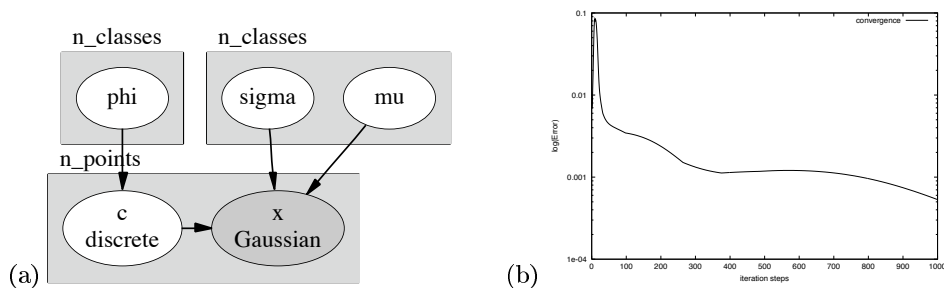 n_classes
n_classes
phi
sigma
mu
n_points
c
discrete
x
Gaussian
(a)
0.1
0.01
0.001
1e-04
log(Error)
convergence
0 100 200 300 400 500 600 700 800 900 1000
iteration steps
(b)